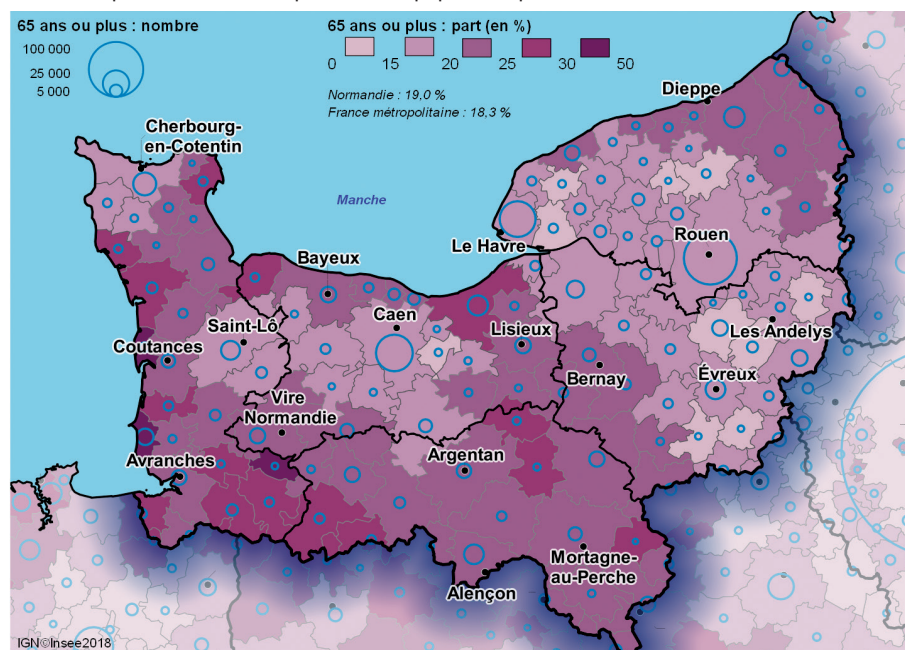 65 ans ou plus : nombre
100 000
25 000
5 000
65 ans ou plus : part (en %)
0 15 20 25 30 50
Normandie : 19.0 %
France métropolitaine : 18,3 %
Dieppe
Cherbourg-
en-Cotentin
Manche
Le Havre
Rouen
Bayeux
Caen
Saint-Lô
Lisieux
Les Andelys
Coutances
Bernay
Évreux
Vire
Normandie
Avranches
Argentan
Mortagne-
au-Perche
Alençon
IGN©Insee2018